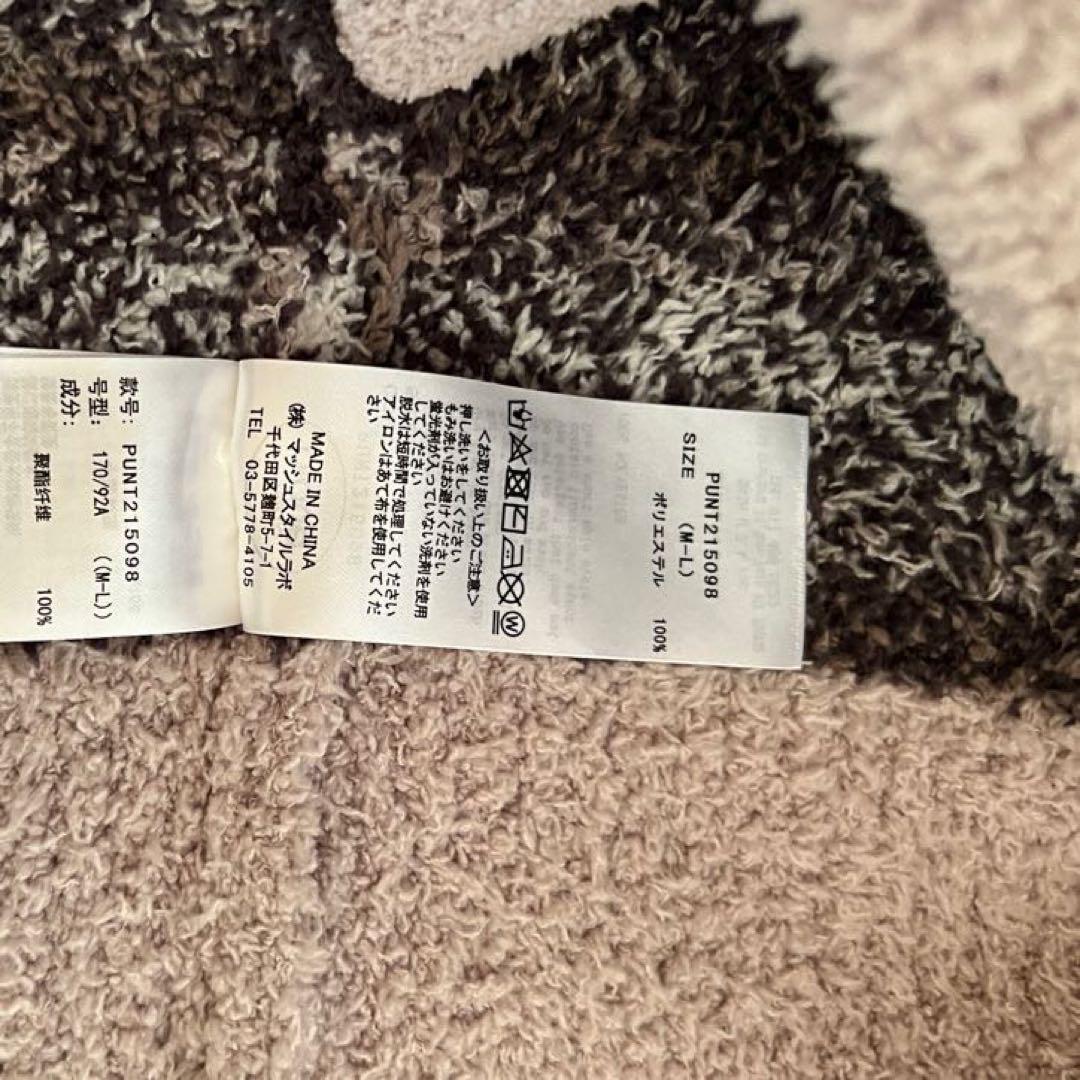 PUNT215098
SIZE (M-L)
ポリエステル 100%
<お取り扱い上のご注意>
押し洗いをしてください
もみ洗いはお避けください
蛍光剤が入っていない洗剤を使用
してください
脱水は短時間で処理してください
アイロンはあて布を使用してくだ
さい
MADE IN CHINA
㈱ マッシュスタイルラボ
千代田区麹町5-7-1
TEL 03-5778-4105
款号: PUNT215098
号型: 170/92A ((M-L))
成分:
聚酯纤维 100%